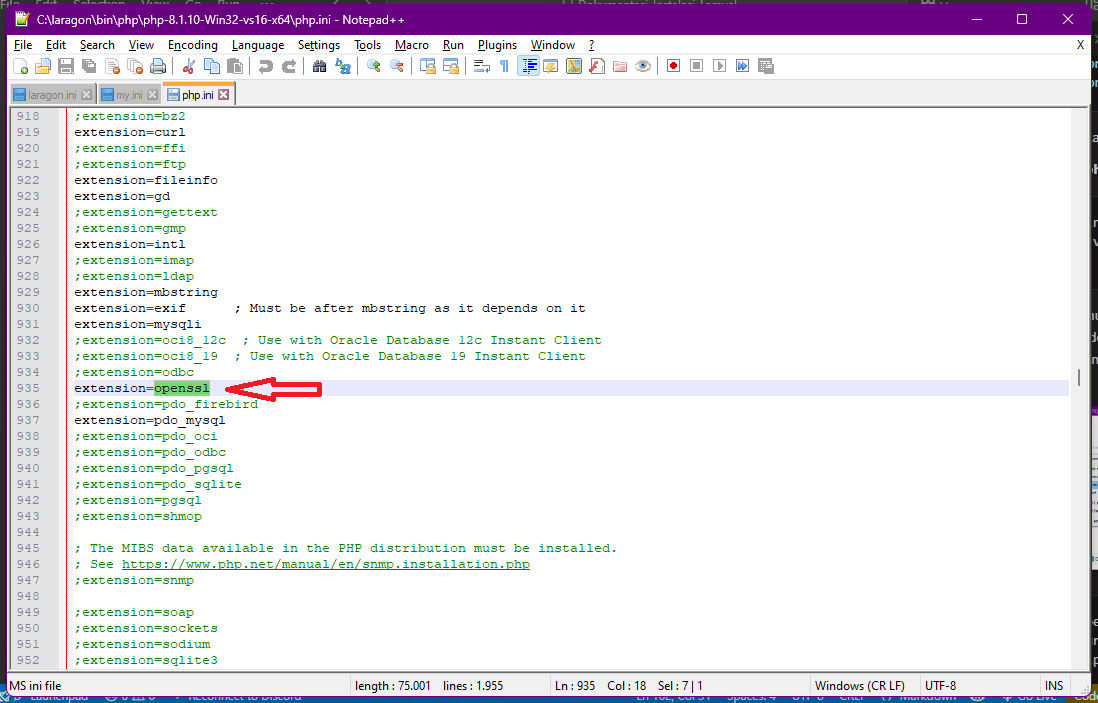 C:\laragon\bin\php\php-8.1.10-Win32-vs16-x64\php.ini - Notepad++
File Edit Search View Encoding Language Settings Tools Macro Run Plugins Window ? X
laragon.ini my.ini php.ini
918 ;extension=bz2
919 extension=curl
920 ;extension=ffi
921 ;extension=ftp
922 extension=fileinfo
923 extension=gd
924 ;extension=gettext
925 ;extension=gmp
926 extension=intl
927 ;extension=imap
928 ;extension=ldap
929 extension=mbstring
930 extension=exif ; Must be after mbstring as it depends on it
931 extension=mysqli
932 ;extension=oci8_12c ; Use with Oracle Database 12c Instant Client
933 ;extension=oci8_19 ; Use with Oracle Database 19 Instant Client
934 ;extension=odbc
935 extension=openssl
936 ;extension=pdo_firebird
937 extension=pdo_mysql
938 ;extension=pdo_oci
939 ;extension=pdo_odbc
940 ;extension=pdo_pgsql
941 ;extension=pdo_sqlite
942 ;extension=pgsql
943 ;extension=shmop
944
945 ; The MIBS data available in the PHP distribution must be installed.
946 ; See https://www.php.net/manual/en/snmp.installation.php
947 ;extension=snmp
948
949 ;extension=soap
950 ;extension=sockets
951 ;extension=sodium
952 ;extension=sqlite3
MS ini file length : 75.001 lines : 1.955 Ln : 935 Col : 18 Sel : 7 | 1 Windows (CR LF) UTF-8 INS